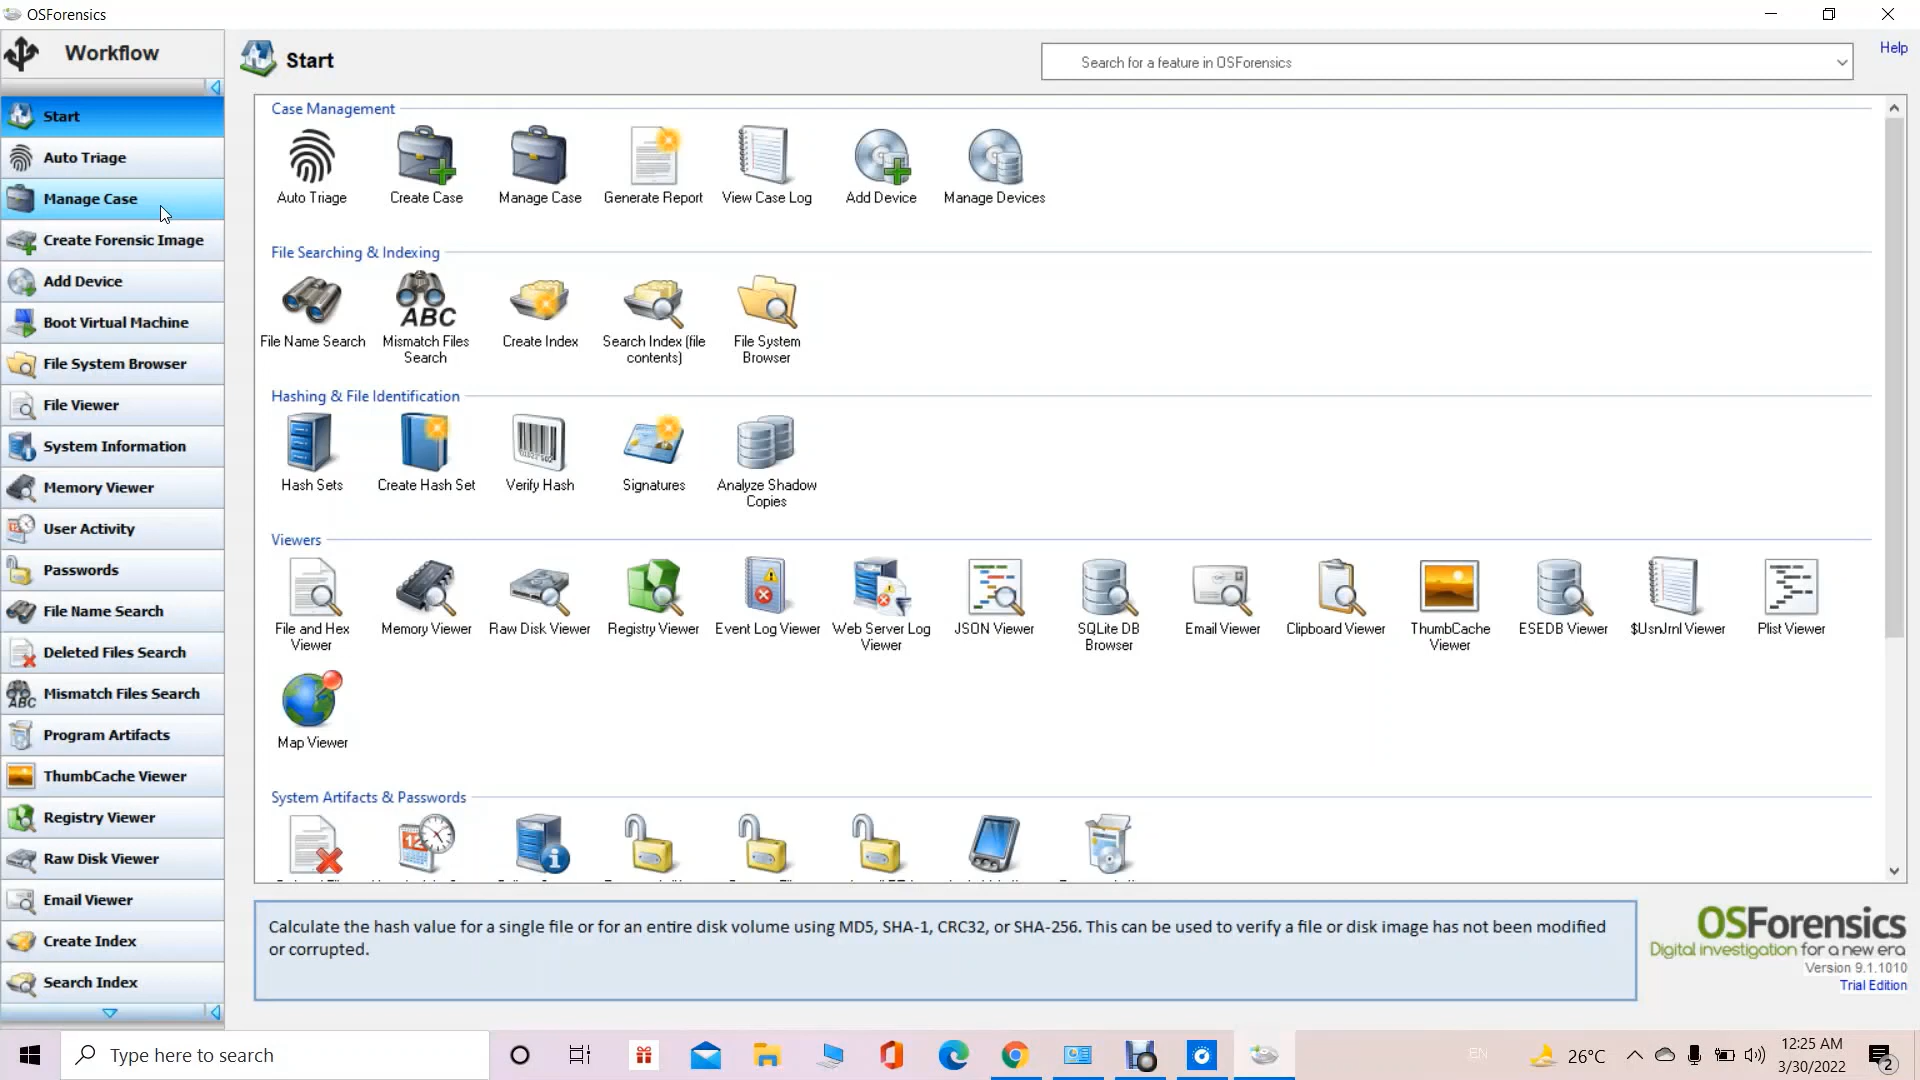 OSForensics
Workflow
Start
Help
Search for a feature in OSForensics
Start
Auto Triage
Manage Case
Create Forensic Image
Add Device
Boot Virtual Machine
File System Browser
File Viewer
System Information
Memory Viewer
User Activity
Passwords
File Name Search
Deleted Files Search
Mismatch Files Search
Program Artifacts
ThumbCache Viewer
Registry Viewer
Raw Disk Viewer
Email Viewer
Create Index
Search Index
Case Management
Auto Triage
Create Case
Manage Case
Generate Report
View Case Log
Add Device
Manage Devices
File Searching & Indexing
File Name Search
Mismatch Files
Search
Create Index
Search Index (file
contents)
File System
Browser
Hashing & File Identification
Hash Sets
Create Hash Set
Verify Hash
Signatures
Analyze Shadow
Copies
Viewers
File and Hex
Viewer
Memory Viewer
Raw Disk Viewer
Registry Viewer
Event Log Viewer
Web Server Log
Viewer
JSON Viewer
SQLite DB
Browser
Email Viewer
Clipboard Viewer
ThumbCache
Viewer
ESEDB Viewer
$UsnJrnl Viewer
Plist Viewer
Map Viewer
System Artifacts & Passwords
Calculate the hash value for a single file or for an entire disk volume using MD5, SHA-1, CRC32, or SHA-256. This can be used to verify a file or disk image has not been modified
or corrupted.
OSForensics
Digital investigation for a new era
Version 9.1.1010
Trial Edition
Type here to search
EN
26°C
12:25 AM
3/30/2022
2